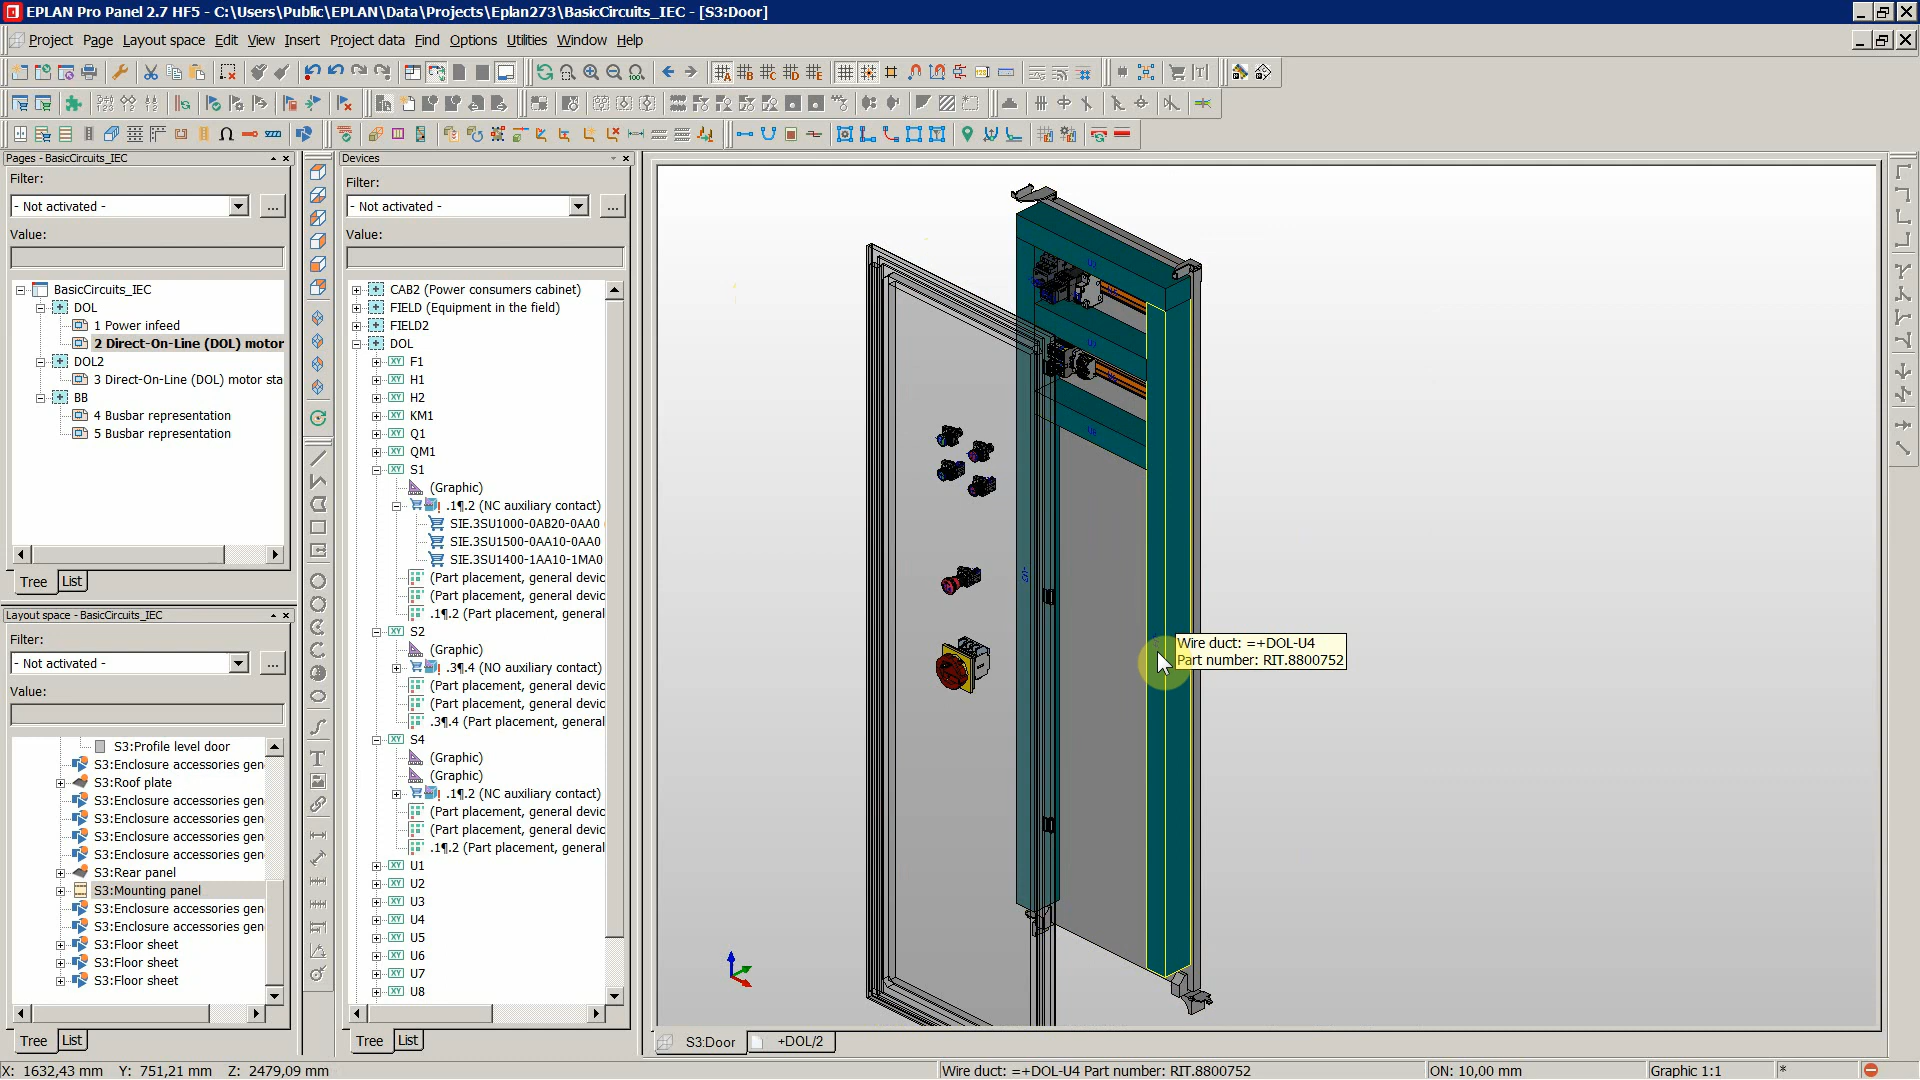 EPLAN Pro Panel 2.7 HF5 - C:\Users\Public\EPLAN\Data\Projects\Eplan273\BasicCircuits_IEC - [S3:Door]
Project Page Layout space Edit View Insert Project data Find Options Utilities Window Help
Pages - BasicCircuits_IEC
Filter:
- Not activated -
...
Value:
BasicCircuits_IEC
DOL
1 Power infeed
2 Direct-On-Line (DOL) motor
DOL2
3 Direct-On-Line (DOL) motor sta
BB
4 Busbar representation
5 Busbar representation
Tree List
Layout space - BasicCircuits_IEC
Filter:
- Not activated -
...
Value:
S3:Profile level door
S3:Enclosure accessories gen
S3:Roof plate
S3:Enclosure accessories gen
S3:Enclosure accessories gen
S3:Enclosure accessories gen
S3:Enclosure accessories gen
S3:Rear panel
S3:Mounting panel
S3:Enclosure accessories gen
S3:Enclosure accessories gen
S3:Floor sheet
S3:Floor sheet
S3:Floor sheet
Tree List
Devices
Filter:
- Not activated -
...
Value:
CAB2 (Power consumers cabinet)
FIELD (Equipment in the field)
FIELD2
DOL
F1
H1
H2
KM1
Q1
QM1
S1
(Graphic)
.1¶.2 (NC auxiliary contact)
SIE.3SU1000-0AB20-0AA0
SIE.3SU1500-0AA10-0AA0
SIE.3SU1400-1AA10-1MA0
(Part placement, general devic
(Part placement, general devic
.1¶.2 (Part placement, general
S2
(Graphic)
.3¶.4 (NO auxiliary contact)
(Part placement, general devic
(Part placement, general devic
.3¶.4 (Part placement, general
S4
(Graphic)
(Graphic)
.1¶.2 (NC auxiliary contact)
(Part placement, general devic
(Part placement, general devic
.1¶.2 (Part placement, general
U1
U2
U3
U4
U5
U6
U7
U8
Tree List
Wire duct: =+DOL-U4
Part number: RIT.8800752
S3:Door +DOL/2
X: 1632,43 mm Y: 751,21 mm Z: 2479,09 mm
Wire duct: =+DOL-U4 Part number: RIT.8800752
ON: 10,00 mm
Graphic 1:1
*